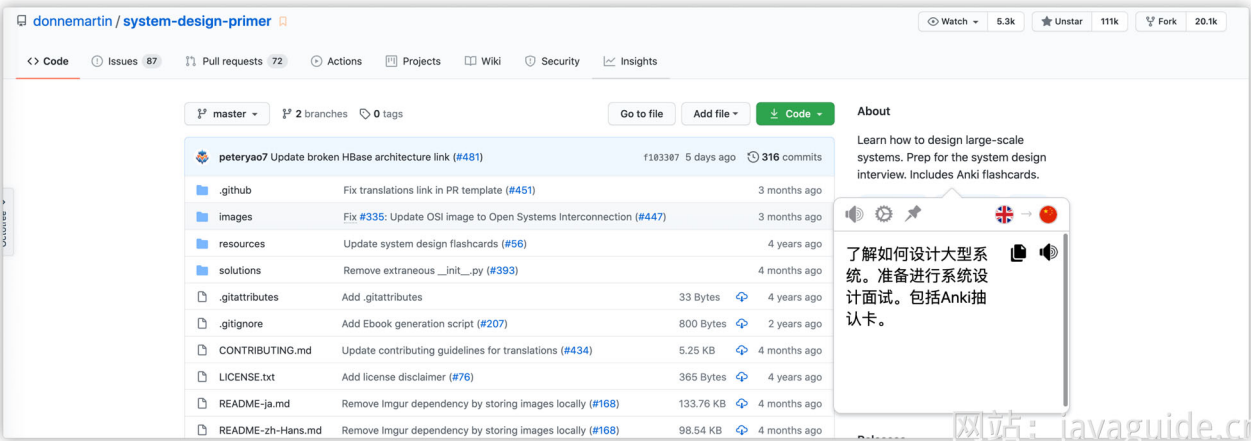 donnemartin / system-design-primer
Watch 5.3k Unstar 111k Fork 20.1k
Code Issues 87 Pull requests 72 Actions Projects Wiki Security Insights
master 2 branches 0 tags Go to file Add file Code
peteryao7 Update broken HBase architecture link (#481) f103307 5 days ago 316 commits
.github Fix translations link in PR template (#451) 3 months ago
images Fix #335: Update OSI image to Open Systems Interconnection (#447) 3 months ago
resources Update system design flashcards (#56) 4 years ago
solutions Remove extraneous __init__.py (#393) 4 months ago
.gitattributes Add .gitattributes 33 Bytes 4 years ago
.gitignore Add Ebook generation script (#207) 800 Bytes 2 years ago
CONTRIBUTING.md Update contributing guidelines for translations (#434) 5.25 KB 4 months ago
LICENSE.txt Add license disclaimer (#76) 365 Bytes 4 years ago
README-ja.md Remove Imgur dependency by storing images locally (#168) 133.76 KB 4 months ago
README-zh-Hans.md Remove Imgur dependency by storing images locally (#168) 98.54 KB 4 months ago
About
Learn how to design large-scale
systems. Prep for the system design
interview. Includes Anki flashcards.
了解如何设计大型系
统。准备进行系统设
计面试。包括Anki抽
认卡。
网站：javaguide.cn